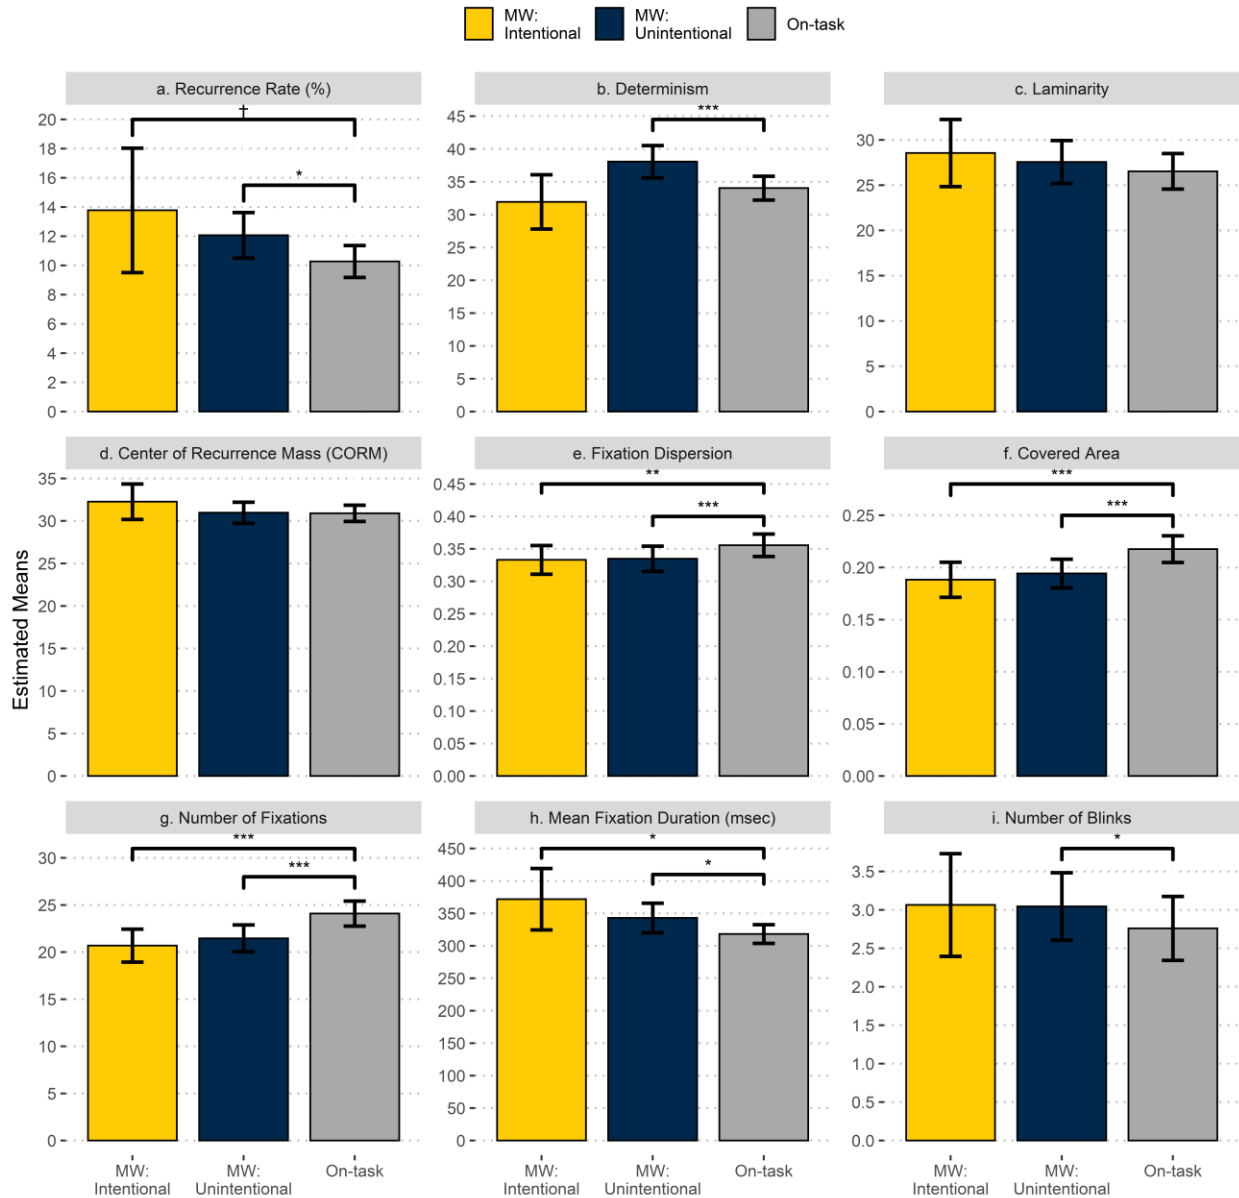 MW:
Intentional
MW:
Unintentional
On-task
a. Recurrence Rate (%)
b. Determinism
c. Laminarity
†
*
20
18
16
14
12
10
8
6
4
2
0
***
45
40
35
30
25
20
15
10
5
0
30
25
20
15
10
5
0
d. Center of Recurrence Mass (CORM)
e. Fixation Dispersion
f. Covered Area
35
30
25
20
15
10
5
0
**
***
0.45
0.40
0.35
0.30
0.25
0.20
0.15
0.10
0.05
0.00
***
***
0.25
0.20
0.15
0.10
0.05
0.00
Estimated Means
g. Number of Fixations
h. Mean Fixation Duration (msec)
i. Number of Blinks
***
***
30
25
20
15
10
5
0
*
*
450
400
350
300
250
200
150
100
50
0
*
3.5
3.0
2.5
2.0
1.5
1.0
0.5
0.0
MW:
Intentional
MW:
Unintentional
On-task
MW:
Intentional
MW:
Unintentional
On-task
MW:
Intentional
MW:
Unintentional
On-task